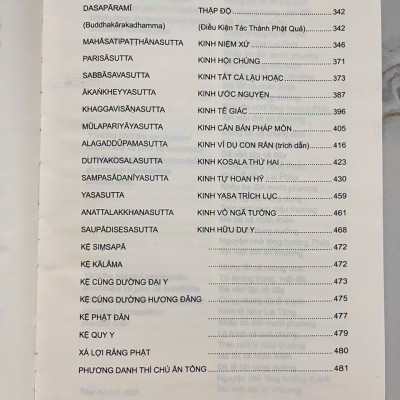 DASAPĀRAMĪ THẬP ĐỘ 342
(Buddhakārakadhamma) (Điều Kiện Tác Thành Phật Quả) 342
MAHĀSATIPAṬṬHĀNASUTTA KINH NIỆM XỨ 346
PARISĀSUTTA KINH HỘI CHÚNG 371
SABBĀSAVASUTTA KINH TẤT CẢ LẬU HOẶC 373
ĀKAṄKHEYYASUTTA KINH ƯỚC NGUYỆN 387
KHAGGAVISĀṆASUTTA KINH TÊ GIÁC 396
MŪLAPARIYĀYASUTTA KINH CĂN BẢN PHÁP MÔN 405
ALAGADDŪPAMASUTTA KINH VÍ DỤ CON RẮN (trích dẫn) 416
DUTIYAKOSALASUTTA KINH KOSALA THỨ HAI 423
SAMPASĀDANĪYASUTTA KINH TỰ HOAN HỶ 430
YASASUTTA KINH YASA TRÍCH LỤC 459
ANATTALAKKHAṆASUTTA KINH VÔ NGÃ TƯỚNG 461
SAUPĀDISESASUTTA KINH HỮU DƯ Y 468
KỆ SIṂSAPĀ 472
KỆ KĀLĀMA 472
KỆ CÚNG DƯỜNG ĐẠI Y 473
KỆ CÚNG DƯỜNG HƯƠNG ĐĂNG 475
KỆ PHẬT ĐẢN 477
KỆ QUY Y 479
XÁ LỢI RĂNG PHẬT 480
PHƯƠNG DANH THÍ CHỦ ẤN TỐNG 481